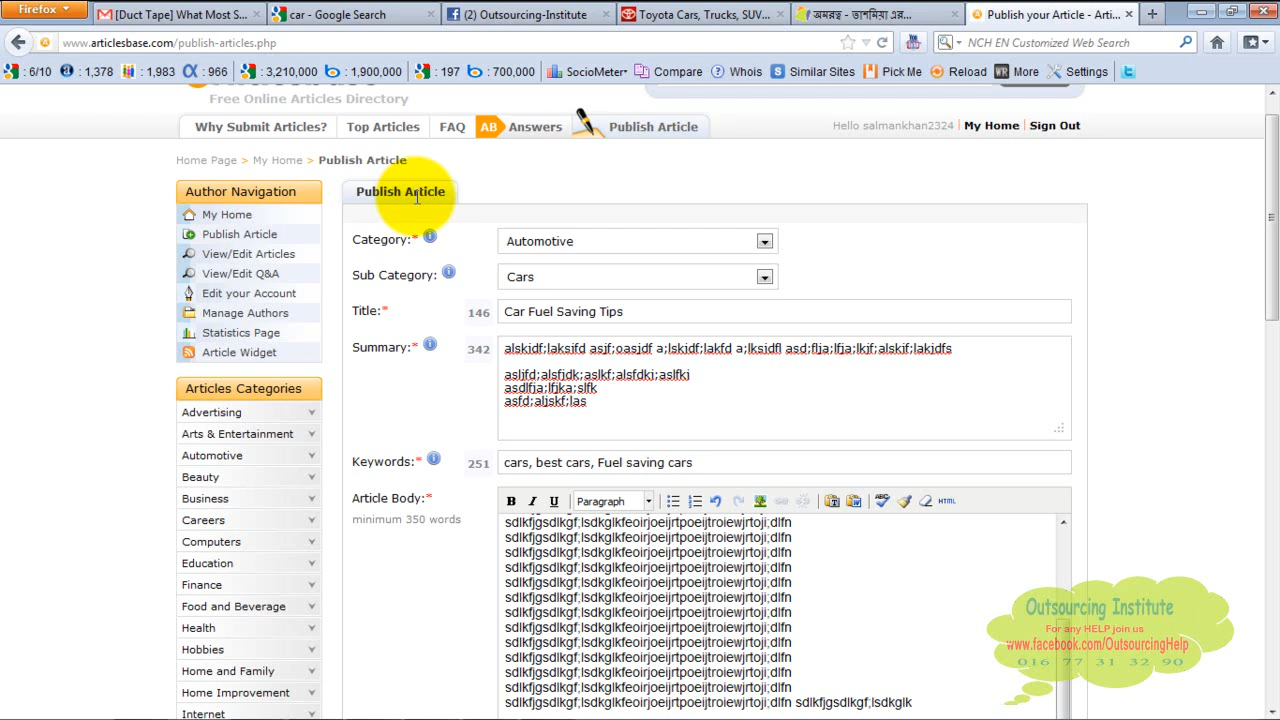 Firefox
[Duct Tape] What Most S...
car - Google Search
(2) Outsourcing-Institute
Toyota Cars, Trucks, SUV...
অমরত্ব - তাশমিয়া এর...
Publish your Article - Arti...
www.articlesbase.com/publish-articles.php
NCH EN Customized Web Search
: 6/10 : 1,378 : 1,983 : 966 : 3,210,000 : 1,900,000 : 197 : 700,000 SocioMeter Compare Whois Similar Sites Pick Me Reload More Settings
Free Online Articles Directory
Why Submit Articles? Top Articles FAQ AB Answers Publish Article
Hello salmankhan2324 | My Home | Sign Out
Home Page > My Home > Publish Article
Author Navigation
My Home
Publish Article
View/Edit Articles
View/Edit Q&A
Edit your Account
Manage Authors
Statistics Page
Article Widget
Articles Categories
Advertising
Arts & Entertainment
Automotive
Beauty
Business
Careers
Computers
Education
Finance
Food and Beverage
Health
Hobbies
Home and Family
Home Improvement
Internet
Publish Article
Category:* Automotive
Sub Category: Cars
Title:* 146 Car Fuel Saving Tips
Summary:* 342 alskjdf;laksjfd asjf;oasjdf a;lskjdf;lakfd a;lksjdfl asd;flja;lfja;lkjf;alskjf;lakjdfs
asljfd;alsfjdk;aslkf;alsfdkj;aslfkj
asdlfja;lfjka;slfk
asfd;aljskf;las
Keywords:* 251 cars, best cars, Fuel saving cars
Article Body:*
minimum 350 words
B I U Paragraph ABC HTML
sdlkfjgsdlkgf;lsdkglkfeoirjoeijrtpoeijtroiewjrtoji;dlfn
sdlkfjgsdlkgf;lsdkglkfeoirjoeijrtpoeijtroiewjrtoji;dlfn
sdlkfjgsdlkgf;lsdkglkfeoirjoeijrtpoeijtroiewjrtoji;dlfn
sdlkfjgsdlkgf;lsdkglkfeoirjoeijrtpoeijtroiewjrtoji;dlfn
sdlkfjgsdlkgf;lsdkglkfeoirjoeijrtpoeijtroiewjrtoji;dlfn
sdlkfjgsdlkgf;lsdkglkfeoirjoeijrtpoeijtroiewjrtoji;dlfn
sdlkfjgsdlkgf;lsdkglkfeoirjoeijrtpoeijtroiewjrtoji;dlfn
sdlkfjgsdlkgf;lsdkglkfeoirjoeijrtpoeijtroiewjrtoji;dlfn
sdlkfjgsdlkgf;lsdkglkfeoirjoeijrtpoeijtroiewjrtoji;dlfn
sdlkfjgsdlkgf;lsdkglkfeoirjoeijrtpoeijtroiewjrtoji;dlfn
sdlkfjgsdlkgf;lsdkglkfeoirjoeijrtpoeijtroiewjrtoji;dlfn
sdlkfjgsdlkgf;lsdkglkfeoirjoeijrtpoeijtroiewjrtoji;dlfn
sdlkfjgsdlkgf;lsdkglkfeoirjoeijrtpoeijtroiewjrtoji;dlfn sdlkfjgsdlkgf;lsdkglk
Outsourcing Institute
For any HELP join us
www.facebook.com/OutsourcingHelp
016 77 31 32 90